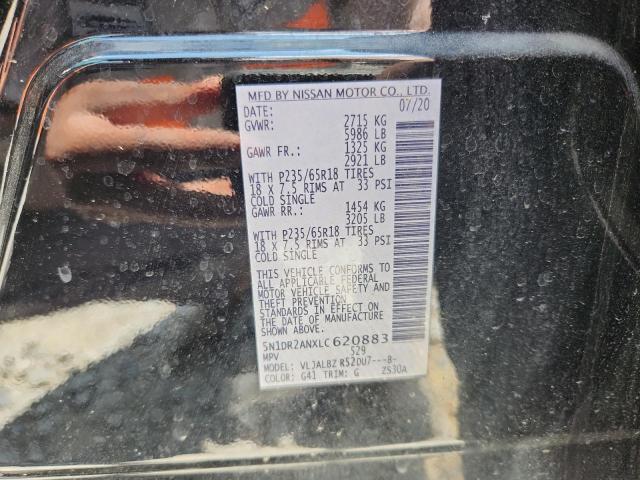 MFD BY NISSAN MOTOR CO., LTD.
DATE: 07/20
GVWR: 2715 KG
5986 LB
GAWR FR.: 1325 KG
2921 LB
WITH P235/65R18 TIRES
18 X 7.5 RIMS AT 33 PSI
COLD SINGLE
GAWR RR.: 1454 KG
3205 LB
WITH P235/65R18 TIRES
18 X 7.5 RIMS AT 33 PSI
COLD SINGLE
THIS VEHICLE CONFORMS TO
ALL APPLICABLE FEDERAL
MOTOR VEHICLE SAFETY AND
THEFT PREVENTION
STANDARDS IN EFFECT ON
THE DATE OF MANUFACTURE
SHOWN ABOVE.
5N1DR2ANXLC620883
MPV 529
MODEL: VLJALBZ R52DU7---B-
COLOR: G41 TRIM: G ZS30A